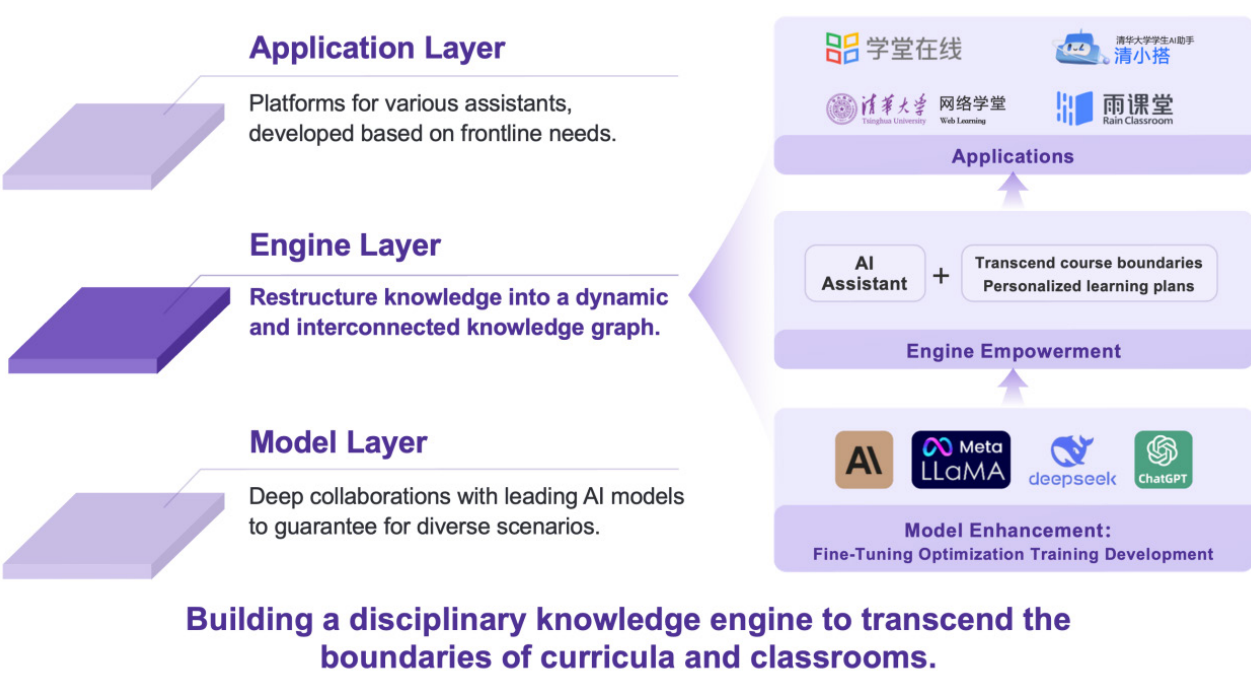 Application Layer
Platforms for various assistants,
developed based on frontline needs.
Engine Layer
Restructure knowledge into a dynamic
and interconnected knowledge graph.
Model Layer
Deep collaborations with leading AI models
to guarantee for diverse scenarios.
学堂在线
清华大学学生AI助手
清小搭
清华大学
Tsinghua University
网络学堂
Web Learning
雨课堂
Rain Classroom
Applications
AI
Assistant
+
Transcend course boundaries
Personalized learning plans
Engine Empowerment
A\
Meta
LLaMA
deepseek
ChatGPT
Model Enhancement:
Fine-Tuning Optimization Training Development
Building a disciplinary knowledge engine to transcend the
boundaries of curricula and classrooms.